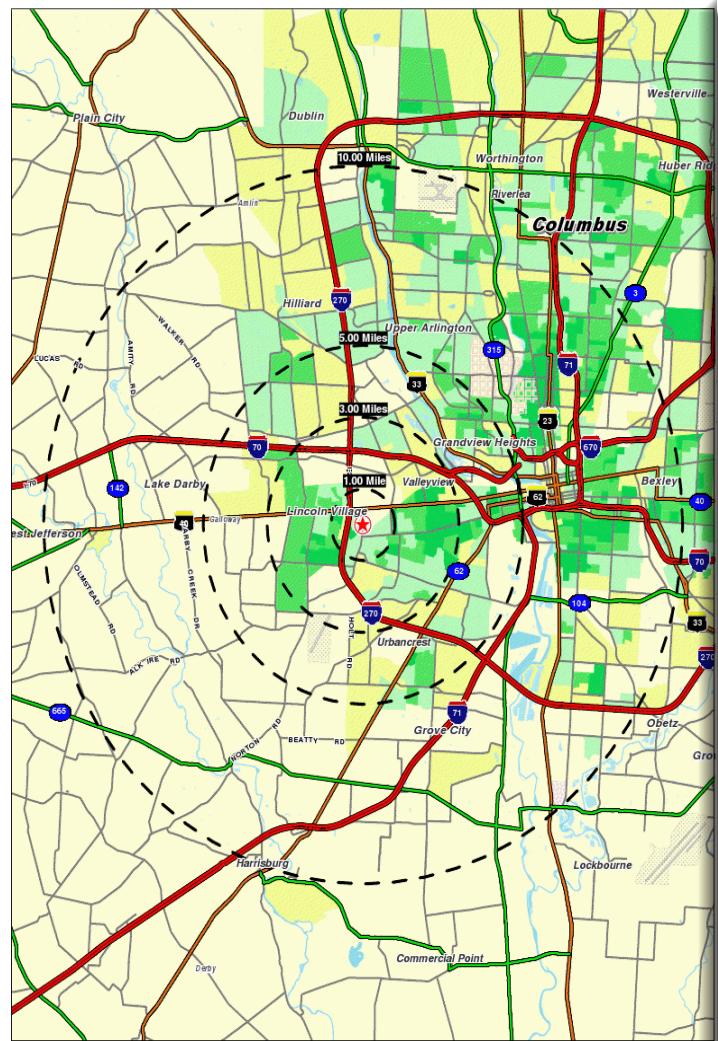 Westerville
Plain City
Dublin
10.00 Miles
Worthington
Huber Rid
Riverlea
Amlin
Columbus
3
270
Hilliard
WALKER RD
Upper Arlington
5.00 Miles
315
LUCAS RD
AMITY RD
71
33
3.00 Miles
23
Grandview Heights
70
670
1.00 Mile
Valleyview
Bexley
I-70
142
Lake Darby
62
40
Lincoln Village
40
Galloway
est Jefferson
DARBY CREEK DR
70
OLMSTEAD RD
62
104
270
33
HOLT RD
Urbancrest
ALKIRE RD
270
665
71
Obetz
Grove City
NORTON RD
BEATTY RD
Gro
Harrisburg
Lockbourne
Commercial Point
Derby